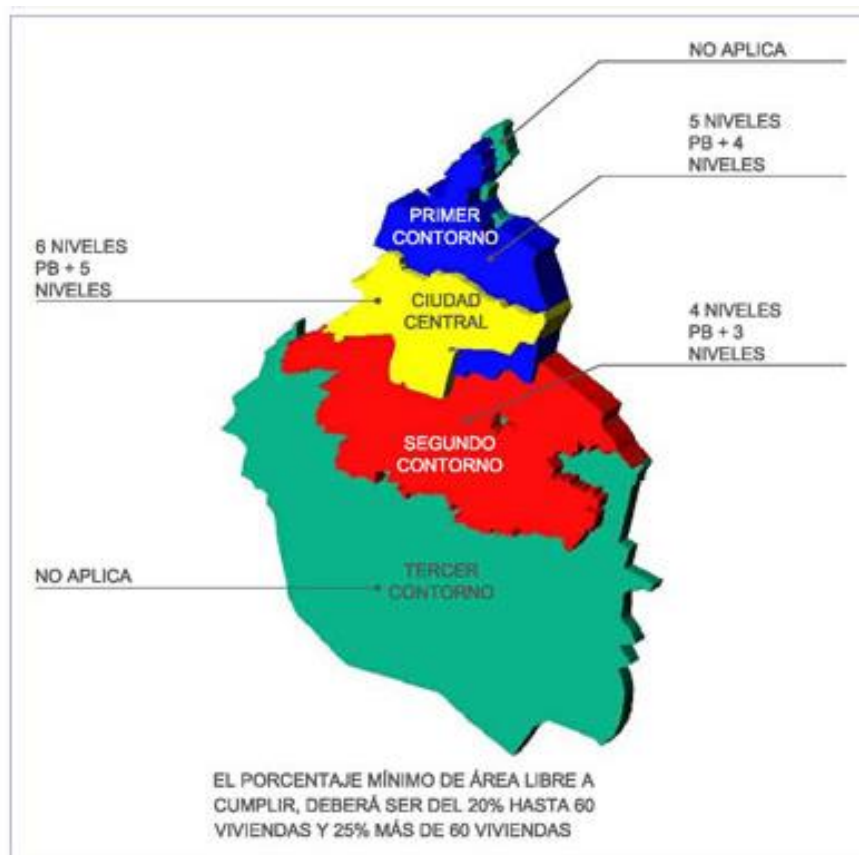 NO APLICA
5 NIVELES
PB + 4
NIVELES
PRIMER
CONTORNO
6 NIVELES
PB + 5
NIVELES
CIUDAD
CENTRAL
4 NIVELES
PB + 3
NIVELES
SEGUNDO
CONTORNO
TERCER
CONTORNO
NO APLICA
EL PORCENTAJE MÍNIMO DE ÁREA LIBRE A
CUMPLIR, DEBERÁ SER DEL 20% HASTA 60
VIVIENDAS Y 25% MÁS DE 60 VIVIENDAS